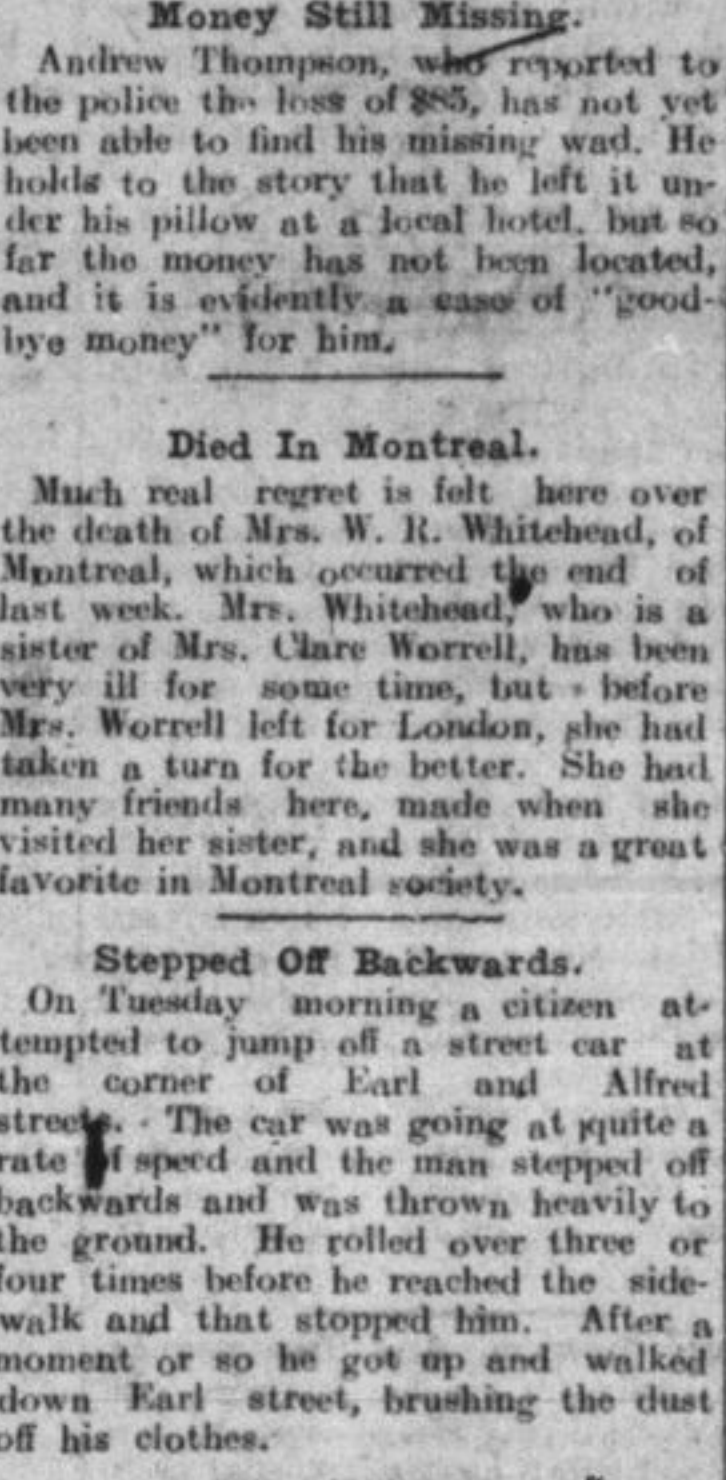 Money Still Missing.
Andrew Thompson, who reported to
the police the loss of $85, has not yet
been able to find his missing wad. He
holds to the story that he left it un-
der his pillow at a local hotel, but so
far the money has not been located,
and it is evidently a case of "good-
bye money" for him.
Died In Montreal.
Much real regret is felt here over
the death of Mrs. W. R. Whitehead, of
Montreal, which occurred the end of
last week. Mrs. Whitehead, who is a
sister of Mrs. Clare Worrell, has been
very ill for some time, but before
Mrs. Worrell left for London, she had
taken a turn for the better. She had
many friends here, made when she
visited her sister, and she was a great
favorite in Montreal society.
Stepped Off Backwards.
On Tuesday morning a citizen at-
tempted to jump off a street car at
the corner of Earl and Alfred
streets. The car was going at quite a
rate of speed and the man stepped off
backwards and was thrown heavily to
the ground. He rolled over three or
four times before he reached the side-
walk and that stopped him. After a
moment or so he got up and walked
down Earl street, brushing the dust
off his clothes.